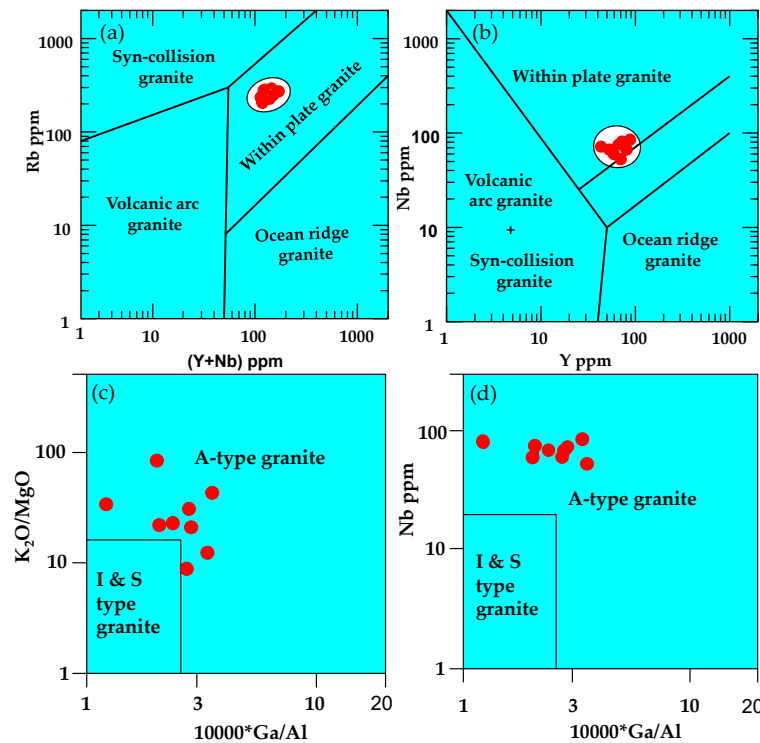 (a)
Syn-collision
granite
Within plate granite
Volcanic arc
granite
Ocean ridge
granite
Rb ppm
1000
100
10
1
1
10
100
1000
(Y+Nb) ppm
(b)
Within plate granite
Volcanic
arc granite
+
Syn-collision
granite
Ocean ridge
granite
Nb ppm
1000
100
10
1
1
10
100
1000
Y ppm
(c)
A-type granite
I & S
type
granite
K₂O/MgO
100
10
1
1
3
10
20
10000*Ga/Al
(d)
A-type granite
I & S
type
granite
Nb ppm
100
10
1
1
3
10
20
10000*Ga/Al